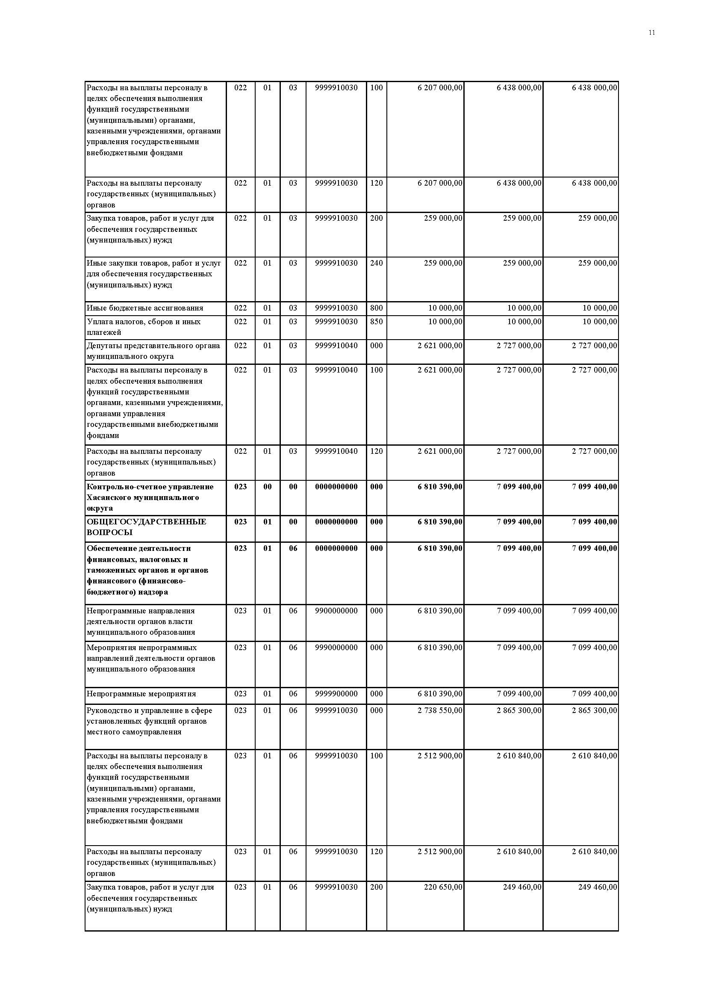 11
Расходы на выплаты персоналу в 022 01 03 9999910030 100 6 207 000,00 6 438 000,00 6 438 000,00
целях обеспечения выполнения
функций государственными
(муниципальными) органами,
казенными учреждениями, органами
управления государственными
внебюджетными фондами
Расходы на выплаты персоналу 022 01 03 9999910030 120 6 207 000,00 6 438 000,00 6 438 000,00
государственных (муниципальных)
органов
Закупка товаров, работ и услуг для 022 01 03 9999910030 200 259 000,00 259 000,00 259 000,00
обеспечения государственных
(муниципальных) нужд
Иные закупки товаров, работ и услуг 022 01 03 9999910030 240 259 000,00 259 000,00 259 000,00
для обеспечения государственных
(муниципальных) нужд
Иные бюджетные ассигнования 022 01 03 9999910030 800 10 000,00 10 000,00 10 000,00
Уплата налогов, сборов и иных 022 01 03 9999910030 850 10 000,00 10 000,00 10 000,00
платежей
Депутаты представительного органа 022 01 03 9999910040 000 2 621 000,00 2 727 000,00 2 727 000,00
муниципального округа
Расходы на выплаты персоналу в 022 01 03 9999910040 100 2 621 000,00 2 727 000,00 2 727 000,00
целях обеспечения выполнения
функций государственными
органами, казенными учреждениями,
органами управления
государственными внебюджетными
фондами
Расходы на выплаты персоналу 022 01 03 9999910040 120 2 621 000,00 2 727 000,00 2 727 000,00
государственных (муниципальных)
органов
Контрольно-счетное управление 023 00 00 0000000000 000 6 810 390,00 7 099 400,00 7 099 400,00
Хасанского муниципального
округа
ОБЩЕГОСУДАРСТВЕННЫЕ 023 01 00 0000000000 000 6 810 390,00 7 099 400,00 7 099 400,00
ВОПРОСЫ
Обеспечение деятельности 023 01 06 0000000000 000 6 810 390,00 7 099 400,00 7 099 400,00
финансовых, налоговых и
таможенных органов и органов
финансового (финансово-
бюджетного) надзора
Непрограммные направления 023 01 06 9900000000 000 6 810 390,00 7 099 400,00 7 099 400,00
деятельности органов власти
муниципального образования
Мероприятия непрограммных 023 01 06 9990000000 000 6 810 390,00 7 099 400,00 7 099 400,00
направлений деятельности органов
муниципального образования
Непрограммные мероприятия 023 01 06 9999900000 000 6 810 390,00 7 099 400,00 7 099 400,00
Руководство и управление в сфере 023 01 06 9999910030 000 2 738 550,00 2 865 300,00 2 865 300,00
установленных функций органов
местного самоуправления
Расходы на выплаты персоналу в 023 01 06 9999910030 100 2 512 900,00 2 610 840,00 2 610 840,00
целях обеспечения выполнения
функций государственными
(муниципальными) органами,
казенными учреждениями, органами
управления государственными
внебюджетными фондами
Расходы на выплаты персоналу 023 01 06 9999910030 120 2 512 900,00 2 610 840,00 2 610 840,00
государственных (муниципальных)
органов
Закупка товаров, работ и услуг для 023 01 06 9999910030 200 220 650,00 249 460,00 249 460,00
обеспечения государственных
(муниципальных) нужд